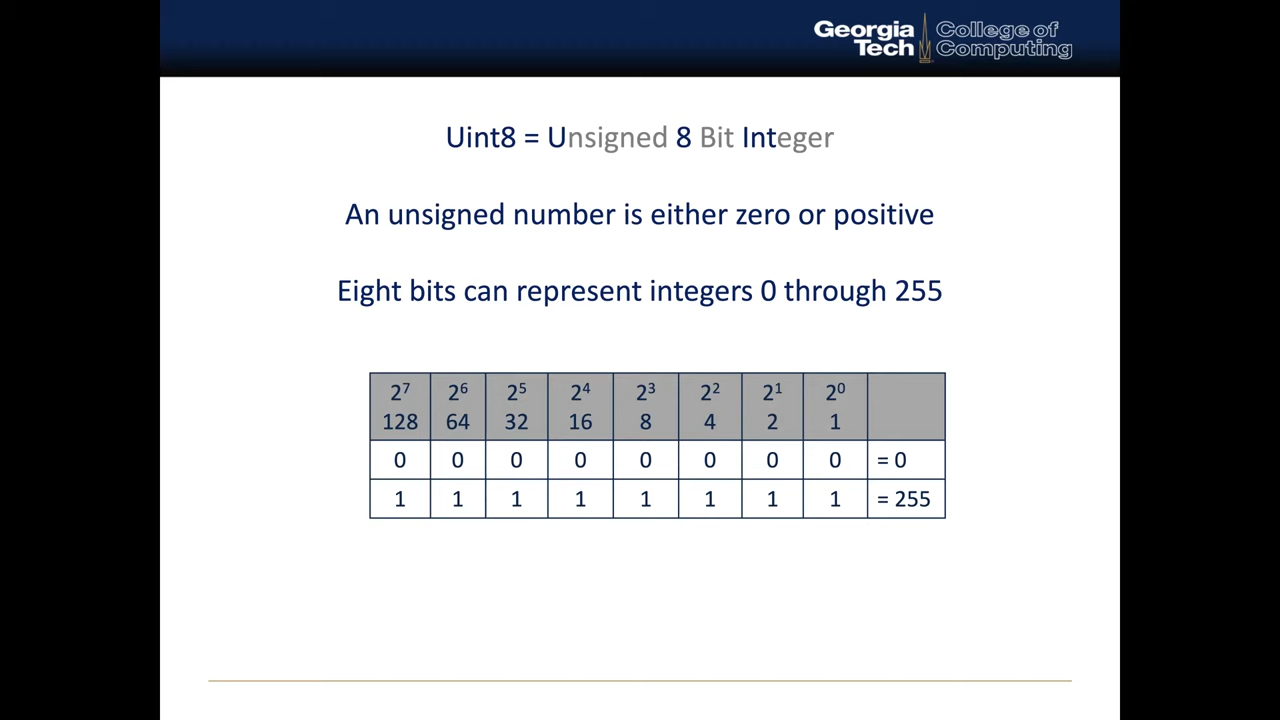 Georgia Tech College of Computing
Uint8 = Unsigned 8 Bit Integer
An unsigned number is either zero or positive
Eight bits can represent integers 0 through 255
2⁷ 2⁶ 2⁵ 2⁴ 2³ 2² 2¹ 2⁰
128 64 32 16 8 4 2 1
0 0 0 0 0 0 0 0 = 0
1 1 1 1 1 1 1 1 = 255